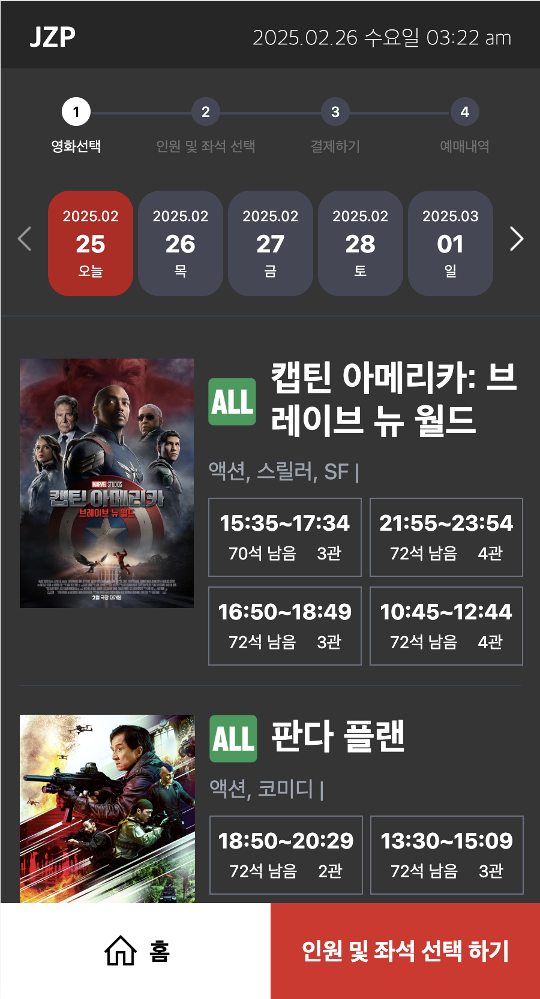 JZP
2025.02.26 수요일 03:22 am
1
2
3
4
영화선택
인원 및 좌석 선택
결제하기
예매내역
2025.02
25
오늘
2025.02
26
목
2025.02
27
금
2025.02
28
토
2025.03
01
일
MARVEL STUDIOS
캡틴 아메리카
브레이브 뉴 월드
2월 극장 대개봉
ALL
캡틴 아메리카: 브
레이브 뉴 월드
액션, 스릴러, SF |
15:35~17:34
70석 남음 3관
21:55~23:54
72석 남음 4관
16:50~18:49
72석 남음 3관
10:45~12:44
72석 남음 4관
ALL
판다 플랜
액션, 코미디 |
18:50~20:29
72석 남음 2관
13:30~15:09
72석 남음 3관
홈
인원 및 좌석 선택 하기